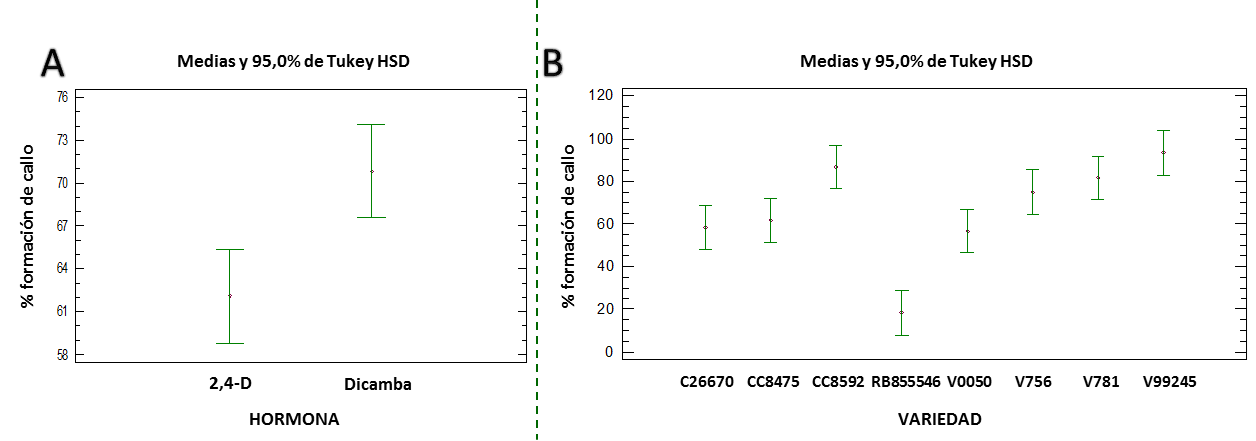 A
Medias y 95,0% de Tukey HSD
% formación de callo
76
73
70
67
64
61
58
2,4-D Dicamba
HORMONA
B
Medias y 95,0% de Tukey HSD
% formación de callo
120
100
80
60
40
20
0
C26670 CC8475 CC8592 RB855546 V0050 V756 V781 V99245
VARIEDAD